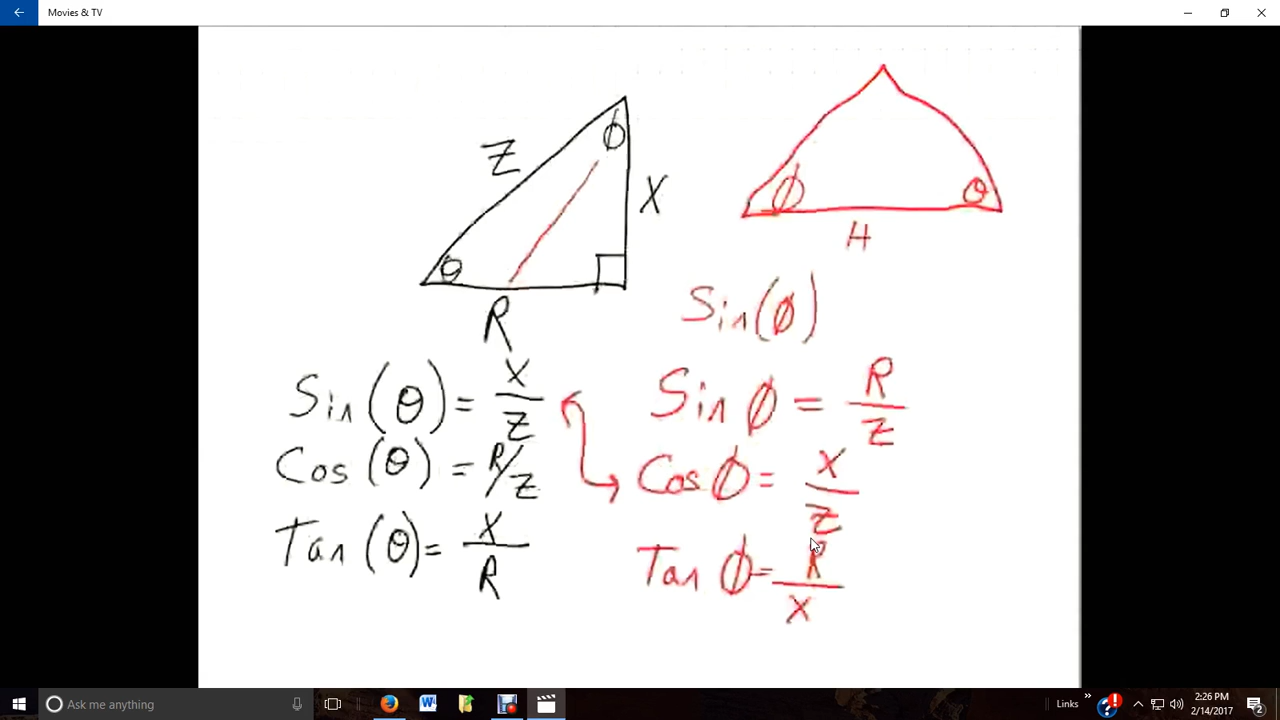 Movies & TV
Z
ϕ
X
θ
R
ϕ
θ
H
Sin(ϕ)
Sin(θ) = X/Z
Cos(θ) = R/Z
Tan(θ) = X/R
Sin ϕ = R/Z
Cos ϕ = X/Z
Tan ϕ = R/X
Ask me anything
Links
2:26 PM
2/14/2017
2